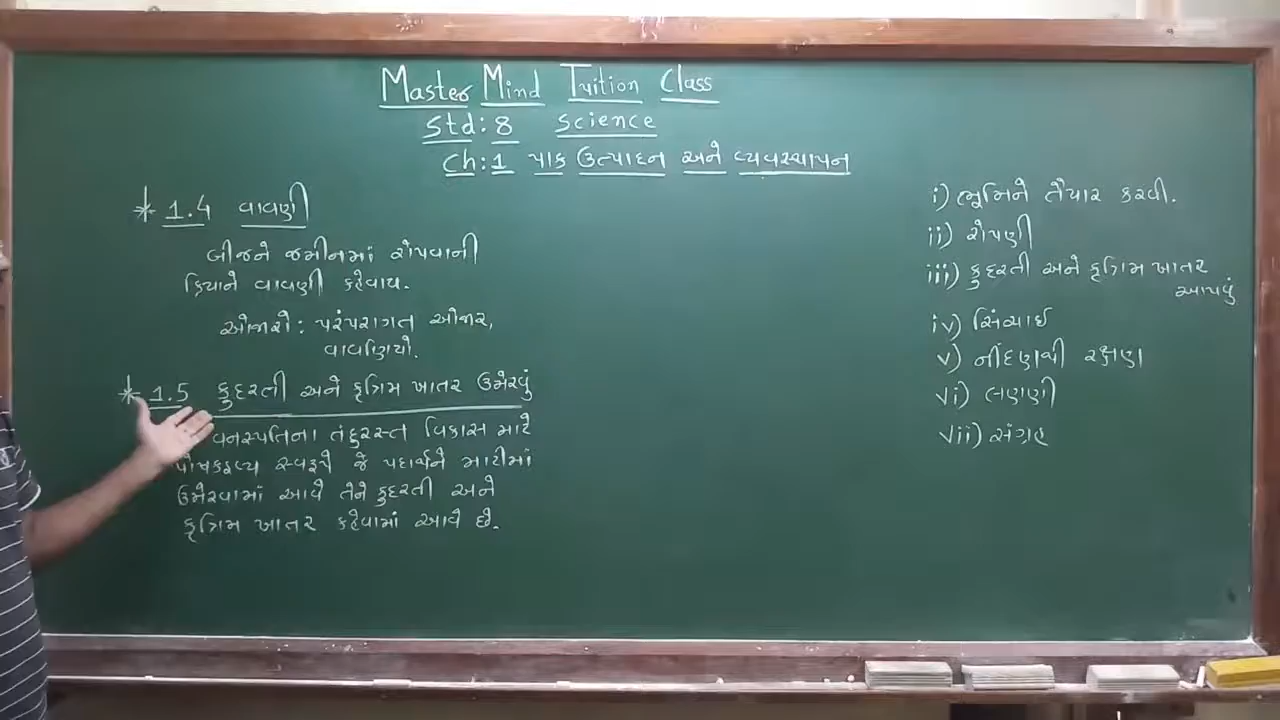 Master Mind Tuition Class
Std: 8 Science
Ch: 1 પાક ઉત્પાદન અને વ્યવસ્થાપન
* 1.4 વાવણી
બીજને જમીનમાં રોપવાની
ક્રિયાને વાવણી કહેવાય.
ઓજારો: પરંપરાગત ઓજાર,
વાવણિયો.
* 1.5 કુદરતી અને કૃત્રિમ ખાતર ઉમેરવું
વનસ્પતિના તંદુરસ્ત વિકાસ માટે
પોષકદ્રવ્ય સ્વરૂપે જે પદાર્થને માટીમાં
ઉમેરવામાં આવે તેને કુદરતી અને
કૃત્રિમ ખાતર કહેવામાં આવે છે.
i) ભૂમિને તૈયાર કરવી.
ii) રોપણી
iii) કુદરતી અને કૃત્રિમ ખાતર
આપવું
iv) સિંચાઈ
v) નીંદણથી રક્ષણ
vi) લણણી
vii) સંગ્રહ